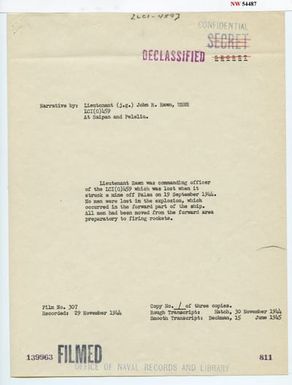 NW 54487
CONFIDENTIAL
SECRET
DECLASSIFIED
Narrative by: Lieutenant (j.g.) John R. USNR
LCI(G)459
At Saipan and Peleliu.
Lieutenant was commanding officer
of the LCI(G)459 which was lost when it
struck a mine off Palau on 19 September 1944.
No men were lost in the explosion, which
occurred in the forward part of the ship.
All men had been moved from the forward area
preparatory to firing rockets.
Film No. 307
Recorded: 29 November 1944
Copy No. 1 of three copies.
Rough Transcript: Hatch, 30 November 1944
Smooth Transcript: Beckman, 15 June 1945
139963 FILMED 811
OFFICE OF NAVAL RECORDS AND LIBRARY